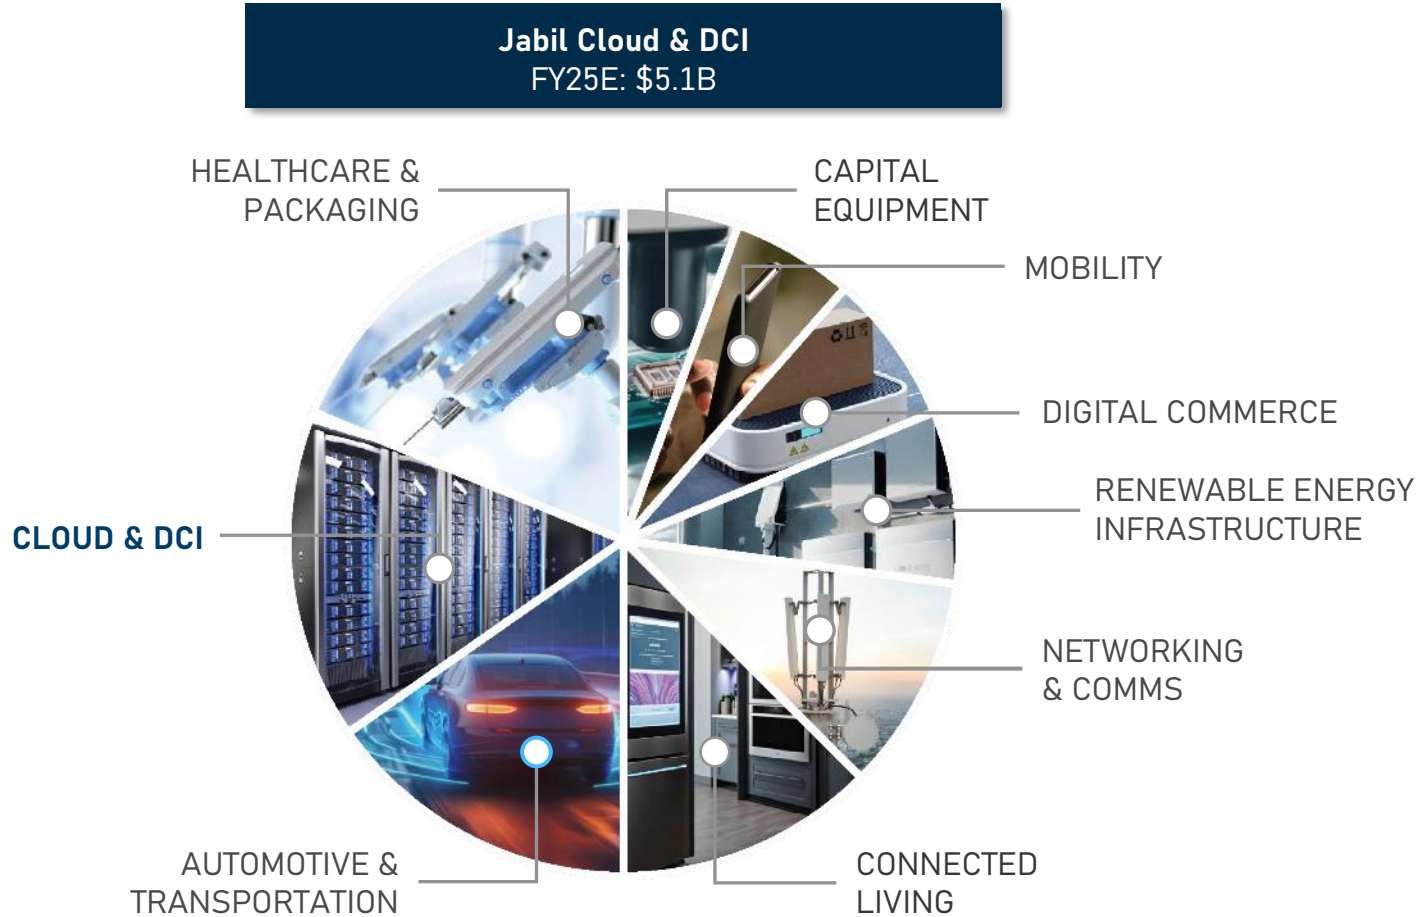 Jabil Cloud & DCI
FY25E: $5.1B
HEALTHCARE &
PACKAGING
CAPITAL
EQUIPMENT
MOBILITY
DIGITAL COMMERCE
RENEWABLE ENERGY
INFRASTRUCTURE
CLOUD & DCI
NETWORKING
& COMMS
AUTOMOTIVE &
TRANSPORTATION
CONNECTED
LIVING